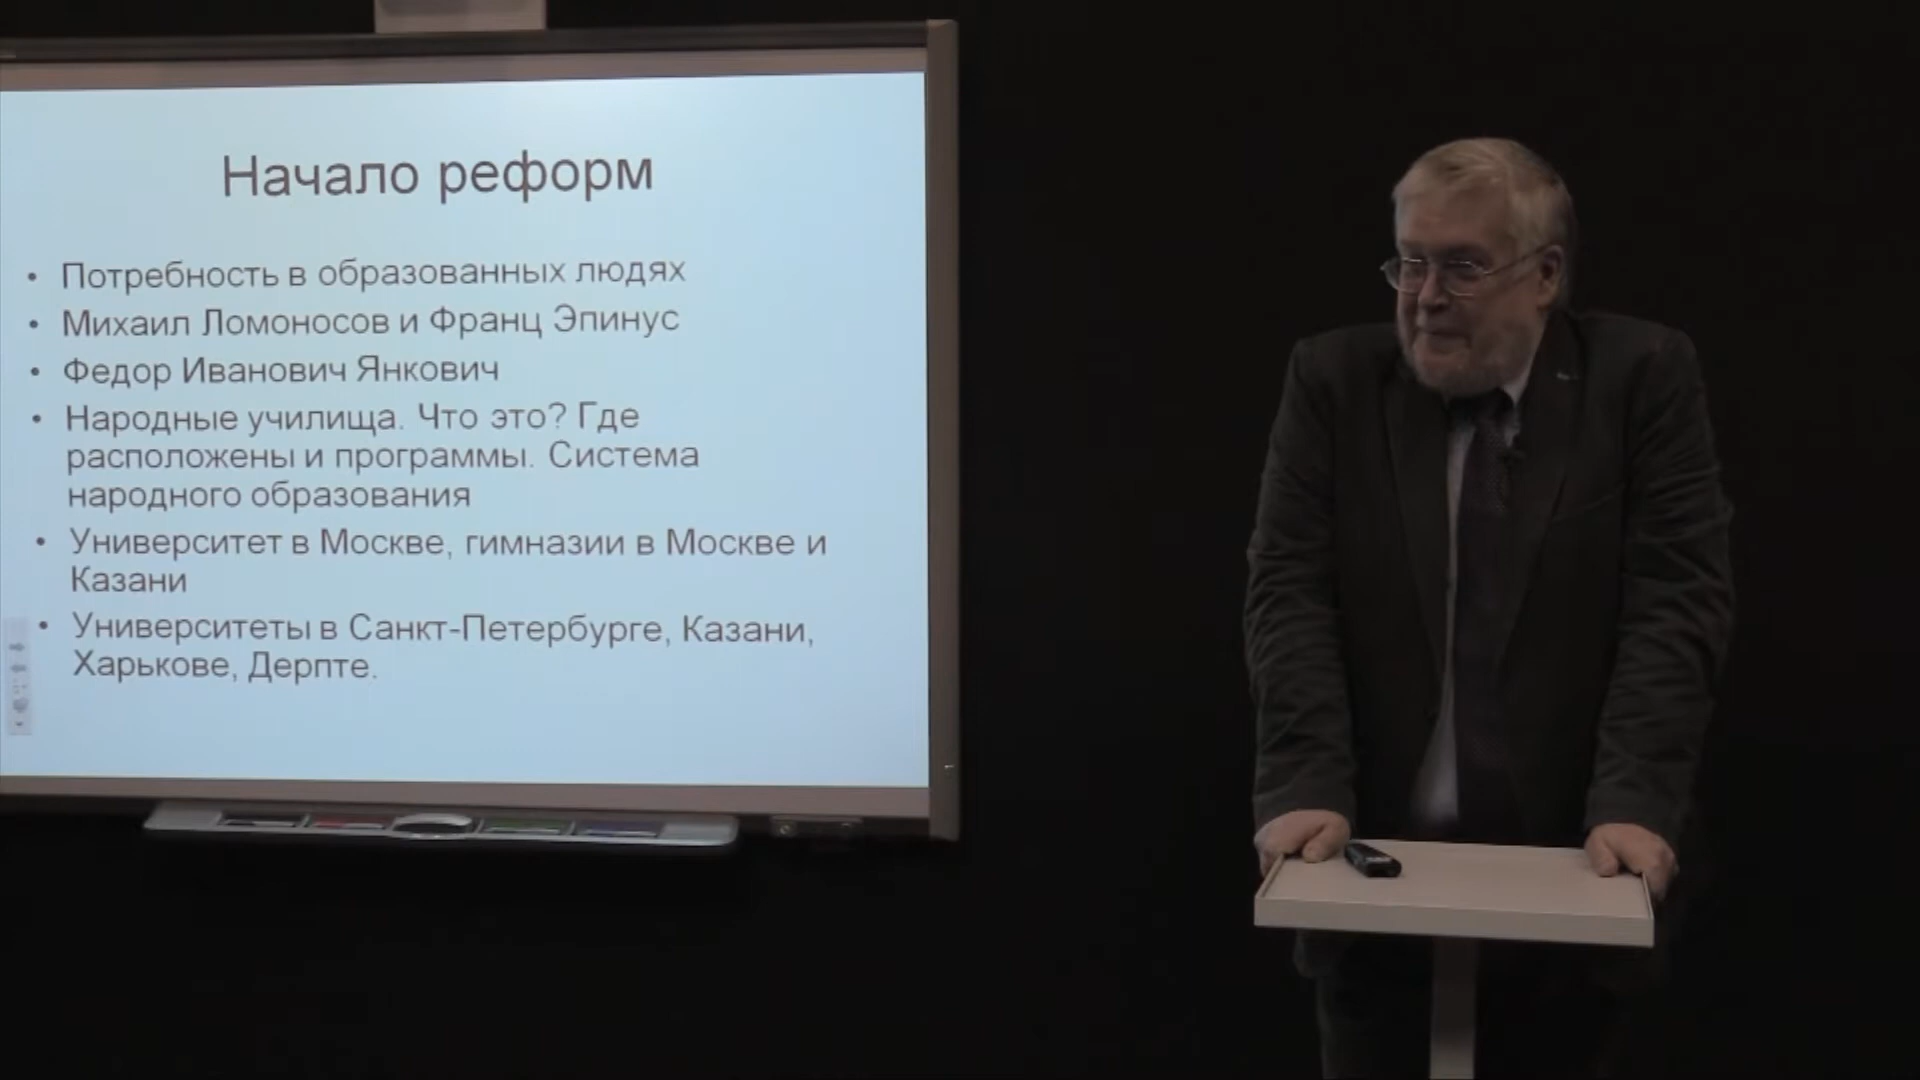 Начало реформ
• Потребность в образованных людях
• Михаил Ломоносов и Франц Эпинус
• Федор Иванович Янкович
• Народные училища. Что это? Где
расположены и программы. Система
народного образования
• Университет в Москве, гимназии в Москве и
Казани
• Университеты в Санкт-Петербурге, Казани,
Харькове, Дерпте.